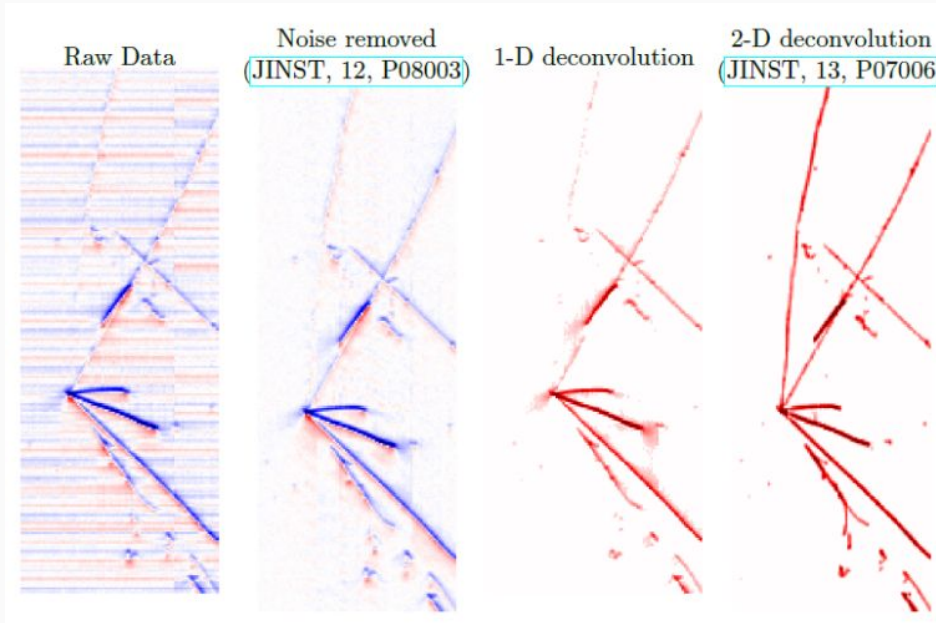 Raw Data
Noise removed
(JINST, 12, P08003)
1-D deconvolution
2-D deconvolution
(JINST, 13, P07006